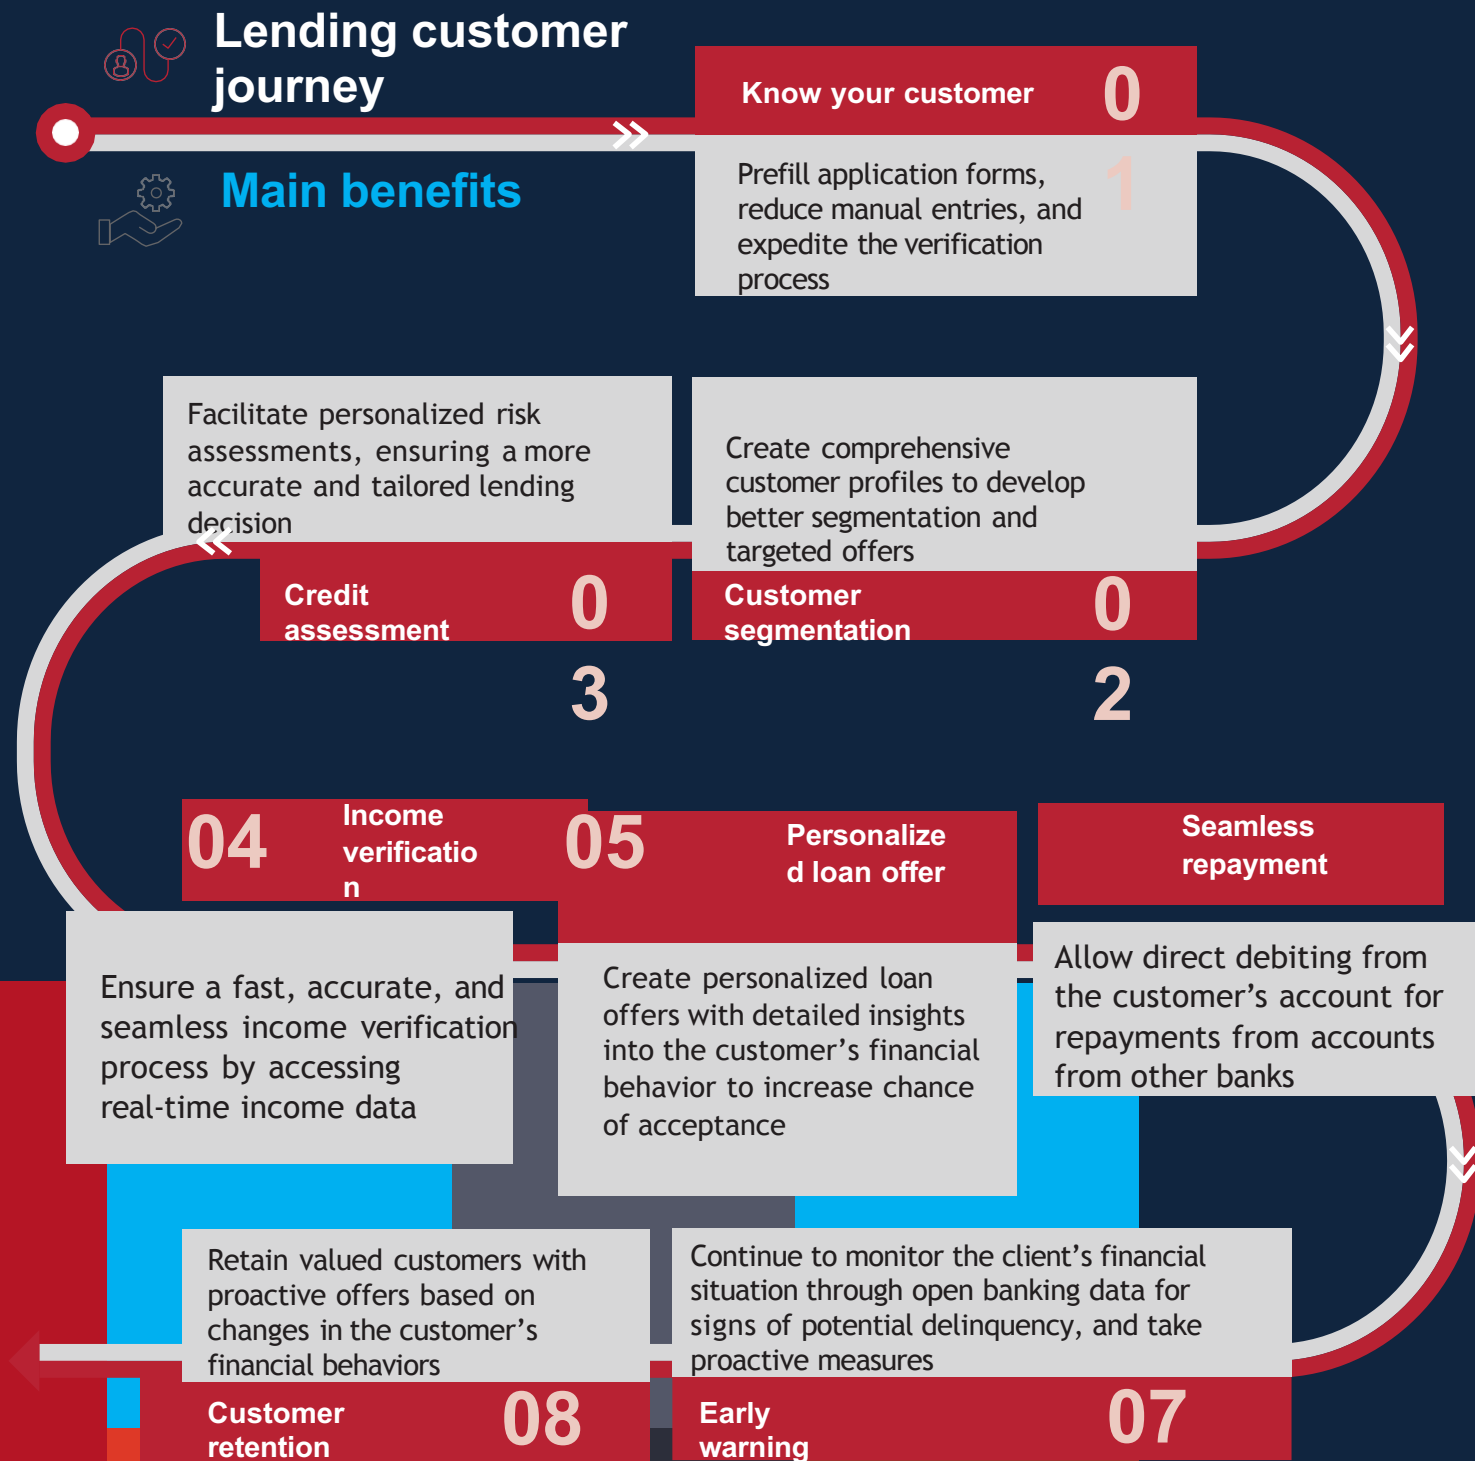 Lending customer
journey
Main benefits
Know your customer
0
1
Prefill application forms,
reduce manual entries, and
expedite the verification
process
Create comprehensive
customer profiles to develop
better segmentation and
targeted offers
Customer
segmentation
0
2
Facilitate personalized risk
assessments, ensuring a more
accurate and tailored lending
decision
Credit
assessment
0
3
04
Income
verificatio
n
Ensure a fast, accurate, and
seamless income verification
process by accessing
real-time income data
05
Personalize
d loan offer
Create personalized loan
offers with detailed insights
into the customer’s financial
behavior to increase chance
of acceptance
Seamless
repayment
Allow direct debiting from
the customer’s account for
repayments from accounts
from other banks
Continue to monitor the client’s financial
situation through open banking data for
signs of potential delinquency, and take
proactive measures
Early
warning
07
Retain valued customers with
proactive offers based on
changes in the customer’s
financial behaviors
Customer
retention
08